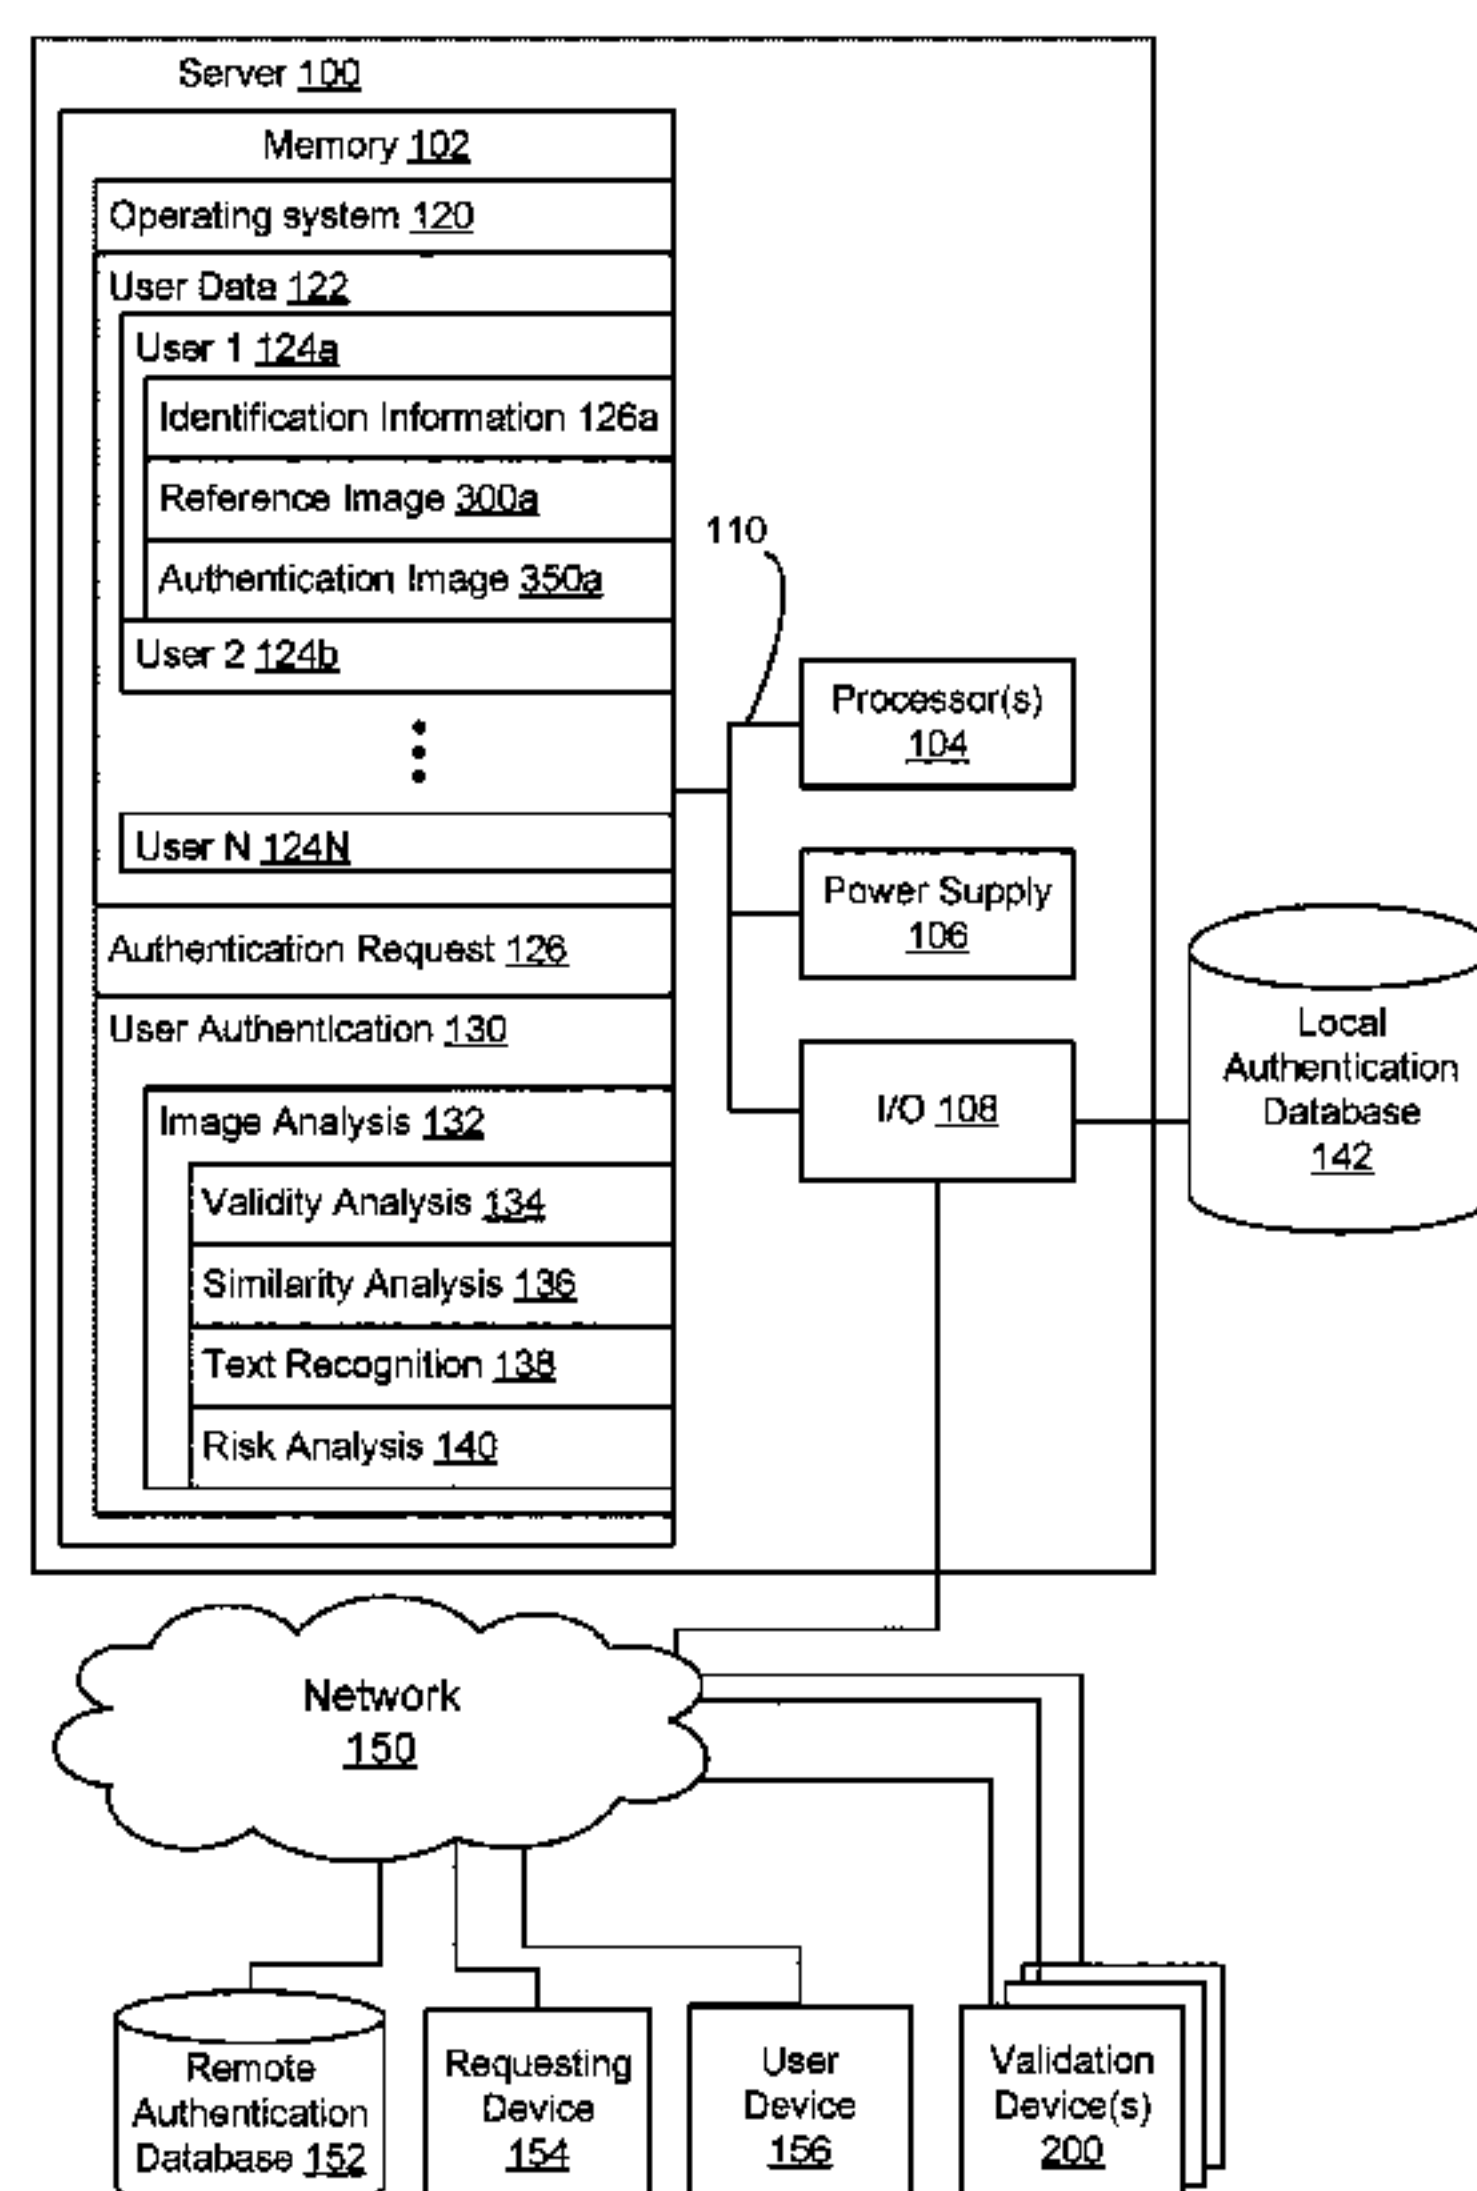 Server 100
Memory 102
Operating system 120
User Data 122
User 1 124a
Identification Information 126a
Reference Image 300a
Authentication Image 350a
User 2 124b
User N 124N
Authentication Request 126
User Authentication 130
Image Analysis 132
Validity Analysis 134
Similarity Analysis 136
Text Recognition 138
Risk Analysis 140
110
Processor(s)
104
Power Supply
106
I/O 108
Local
Authentication
Database
142
Network
150
Remote
Authentication
Database 152
Requesting
Device
154
User
Device
156
Validation
Device(s)
200